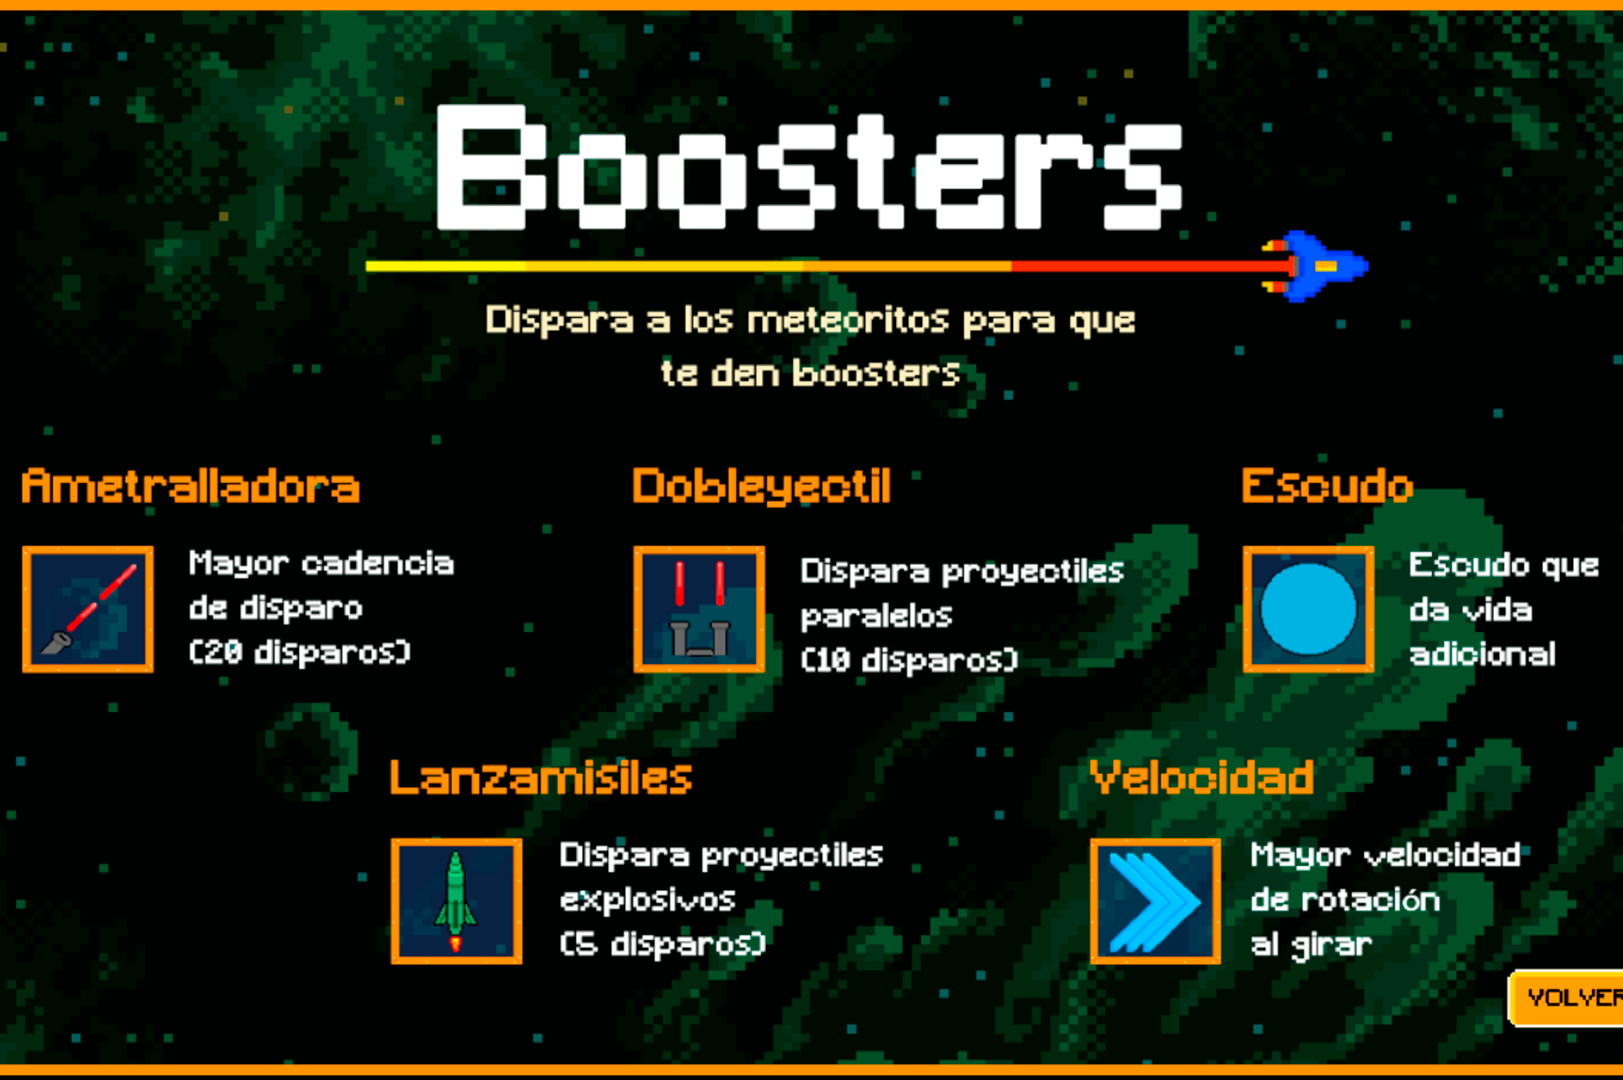 Boosters
Dispara a los meteoritos para que
te den boosters
Ametralladora
Mayor cadencia
de disparo
(20 disparos)
Dobleyectil
Dispara proyectiles
paralelos
(10 disparos)
Escudo
Escudo que
da vida
adicional
Lanzamisiles
Dispara proyectiles
explosivos
(5 disparos)
Velocidad
Mayor velocidad
de rotación
al girar
VOLVER